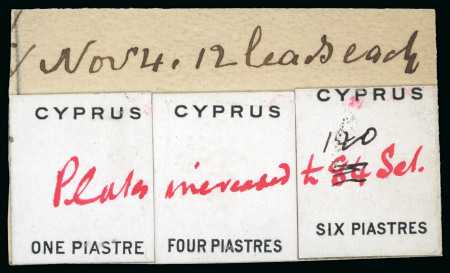 Nov 4. 12 leads each
CYPRUS CYPRUS CYPRUS
120
Plates increased to 84 Set.
ONE PIASTRE FOUR PIASTRES SIX PIASTRES